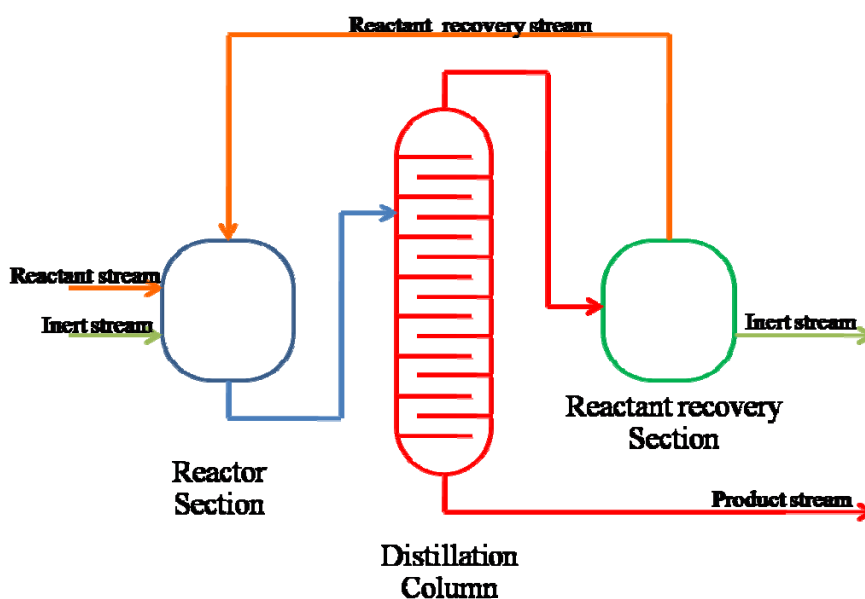 Reactant recovery stream
Reactant stream
Inert stream
Inert stream
Reactant recovery
Section
Reactor
Section
Product stream
Distillation
Column